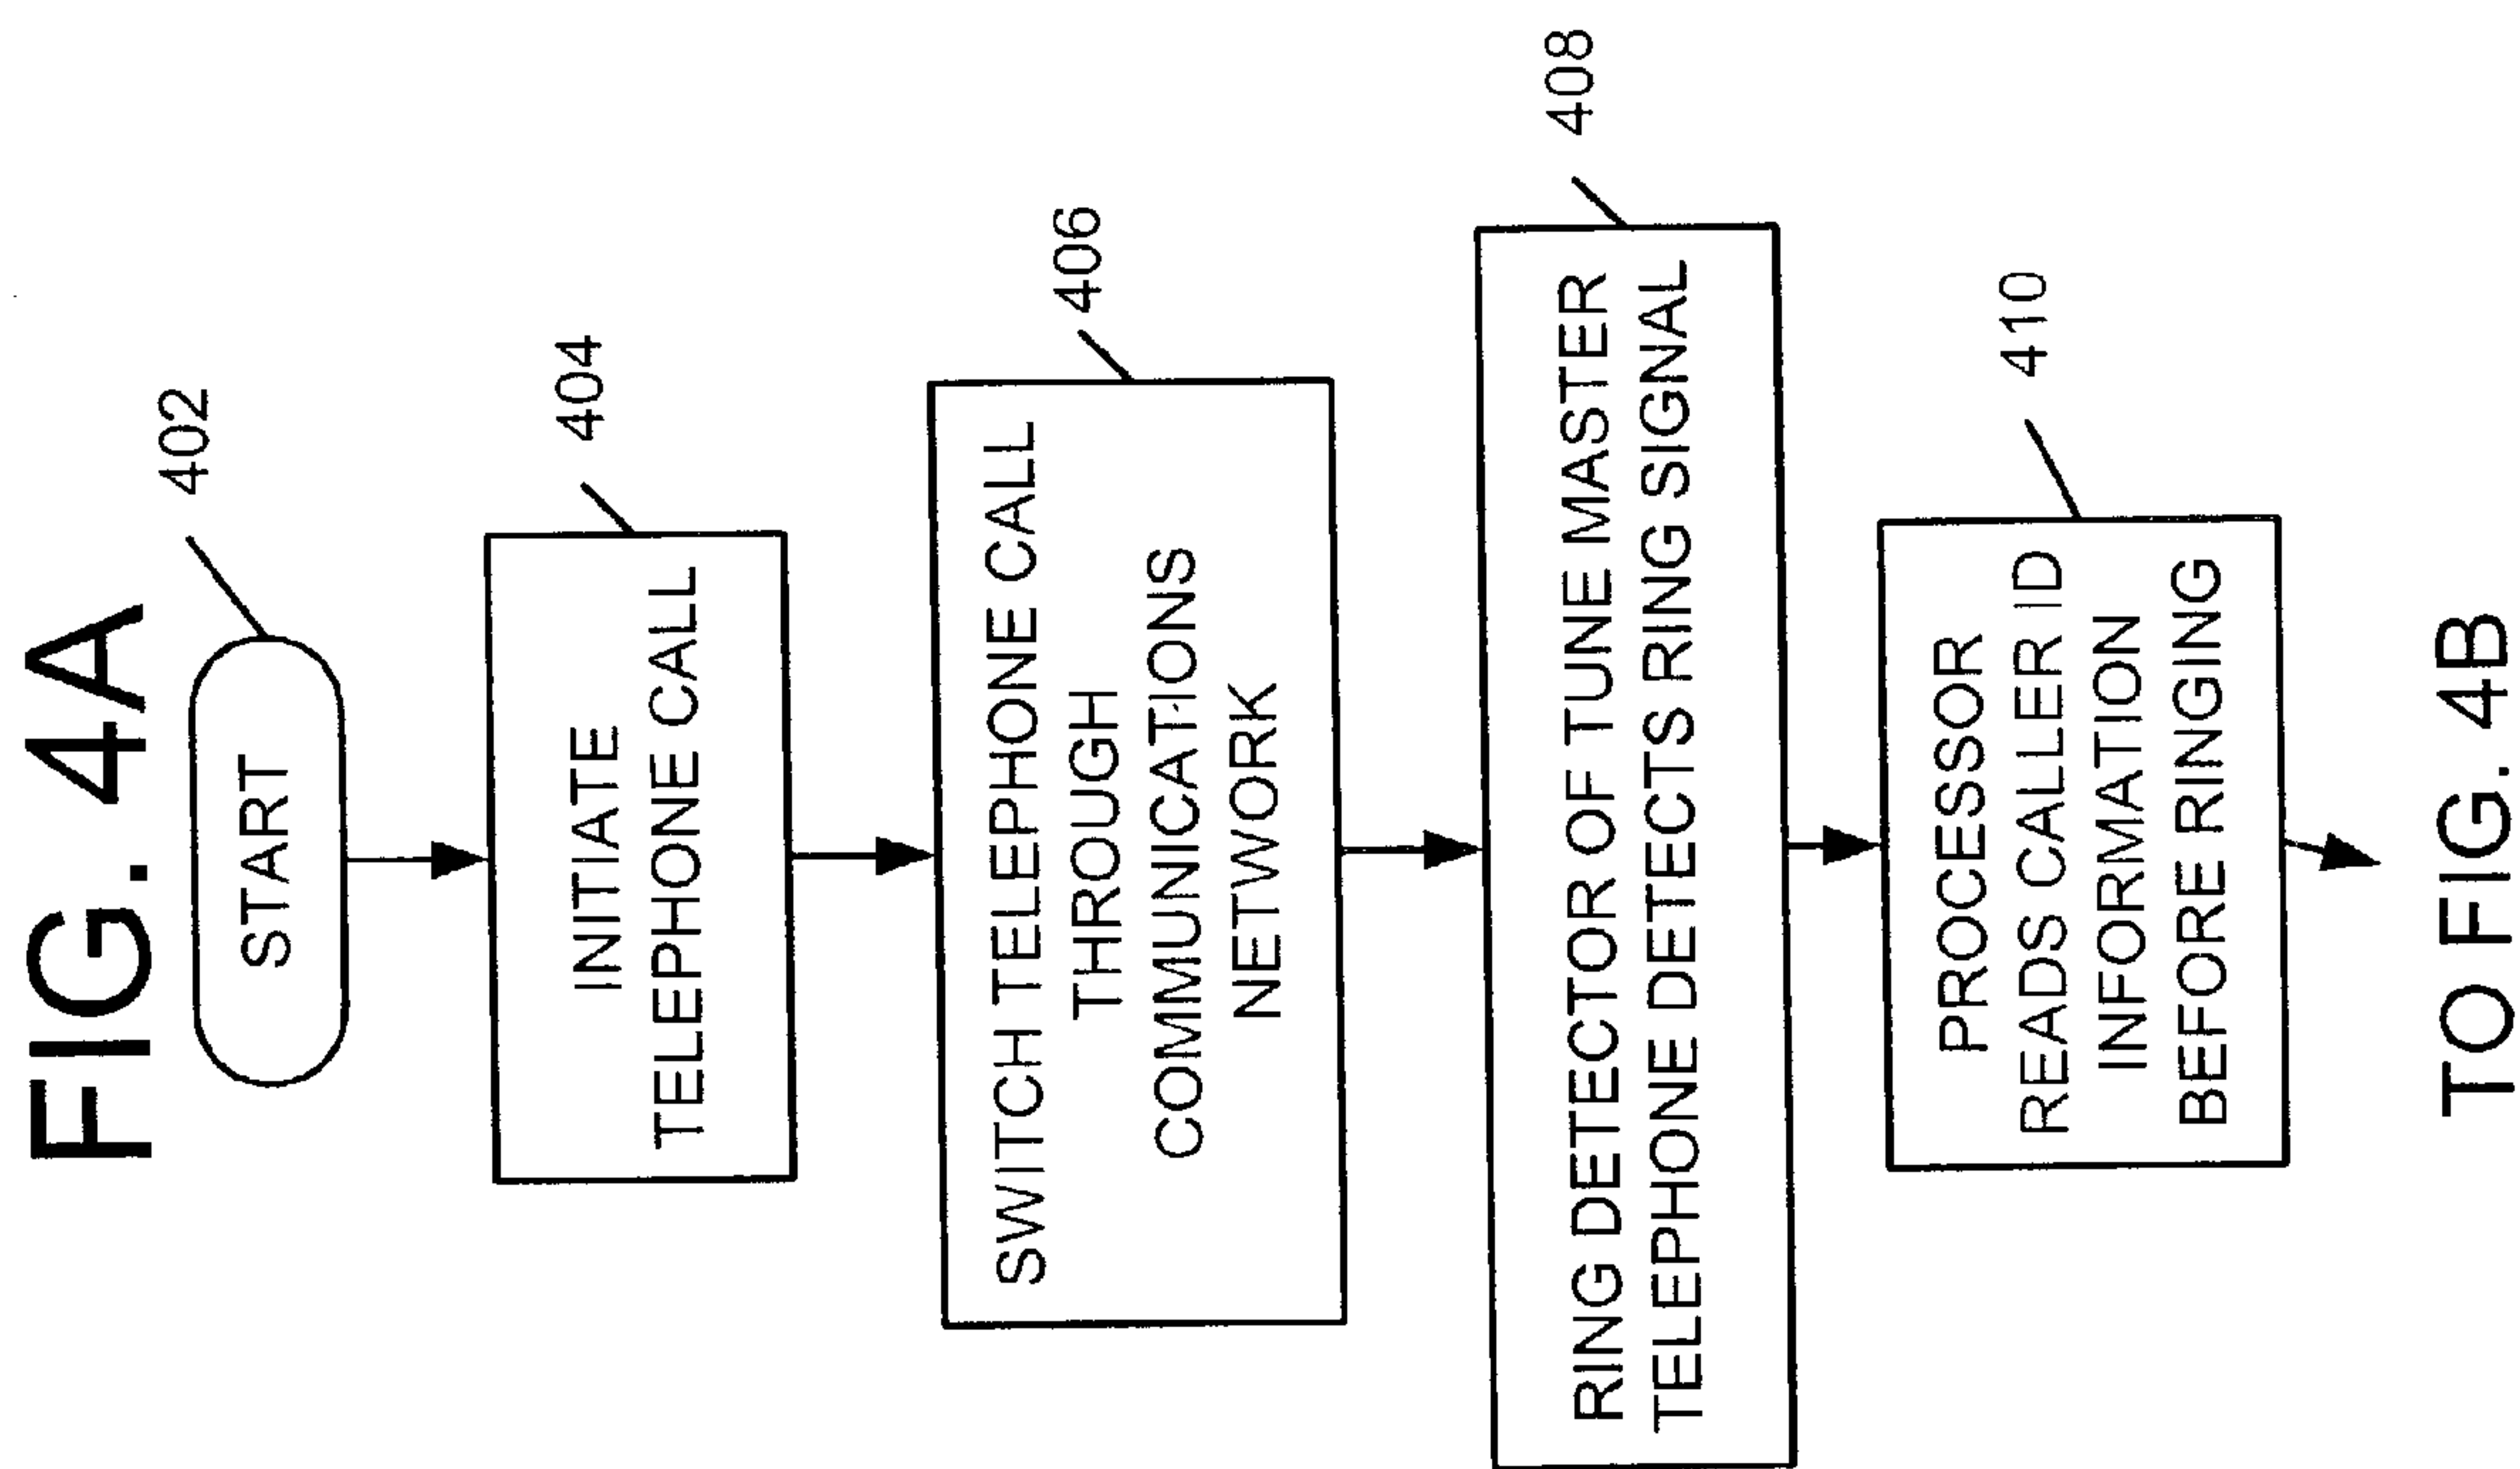 FIG. 4A
402
START
404
INITIATE
TELEPHONE CALL
406
SWITCH TELEPHONE CALL
THROUGH
COMMUNICATIONS
NETWORK
408
RING DETECTOR OF TUNE MASTER
TELEPHONE DETECTS RING SIGNAL
410
PROCESSOR
READS CALLER ID
INFORMATION
BEFORE RINGING
TO FIG. 4B